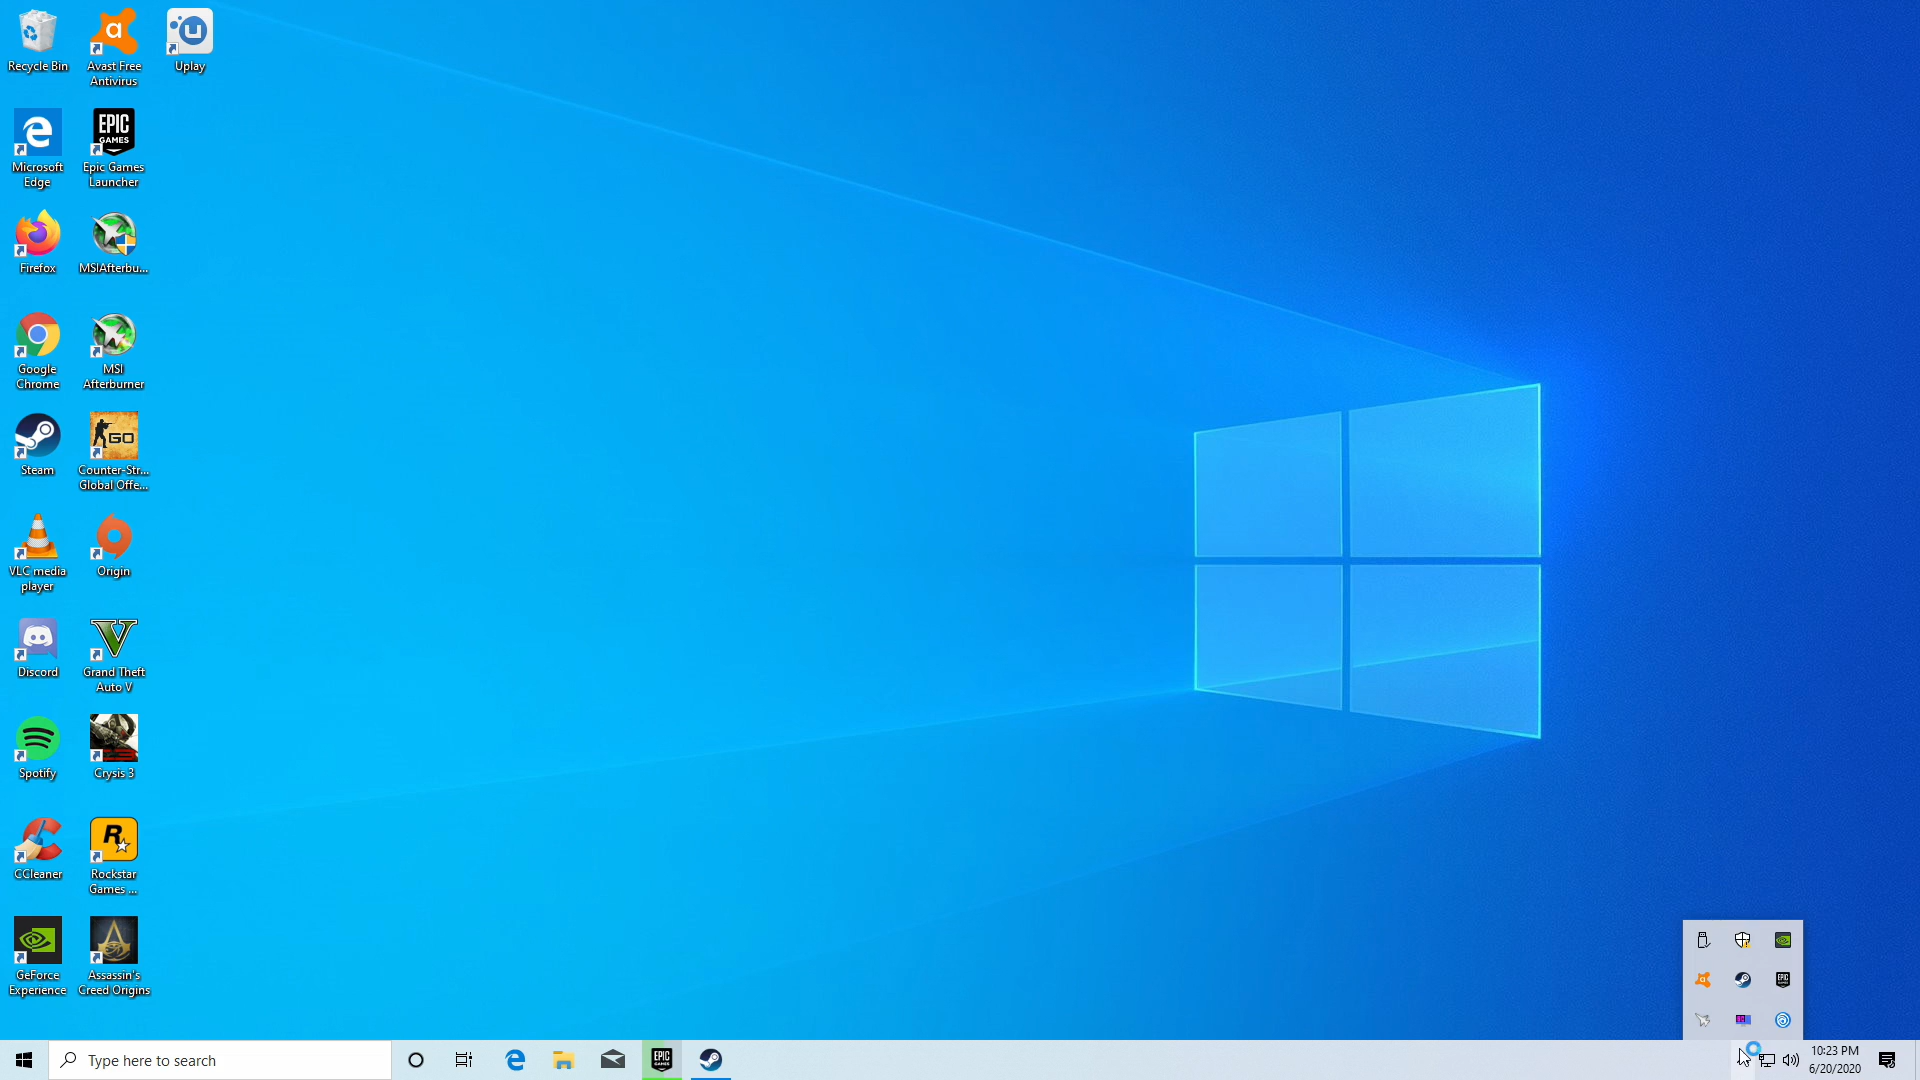 Recycle Bin
Avast Free
Antivirus
Uplay
Microsoft
Edge
EPIC
GAMES
Epic Games
Launcher
Firefox
MSIAfterbu...
Google
Chrome
MSI
Afterburner
Steam
GO
Counter-Str...
Global Offe...
VLC media
player
Origin
Discord
Grand Theft
Auto V
Spotify
Crysis 3
CCleaner
Rockstar
Games ...
GeForce
Experience
Assassin's
Creed Origins
Type here to search
EPIC
GAMES
10:23 PM
6/20/2020